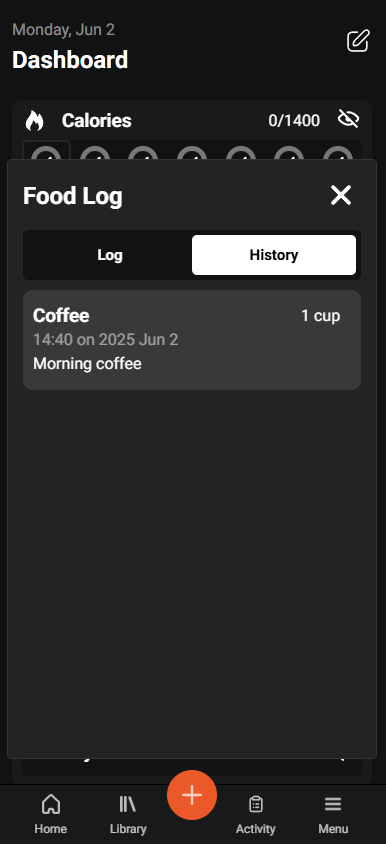 Monday, Jun 2
Dashboard
Calories 0/1400
Food Log
Log History
Coffee 1 cup
14:40 on 2025 Jun 2
Morning coffee
Home Library Activity Menu